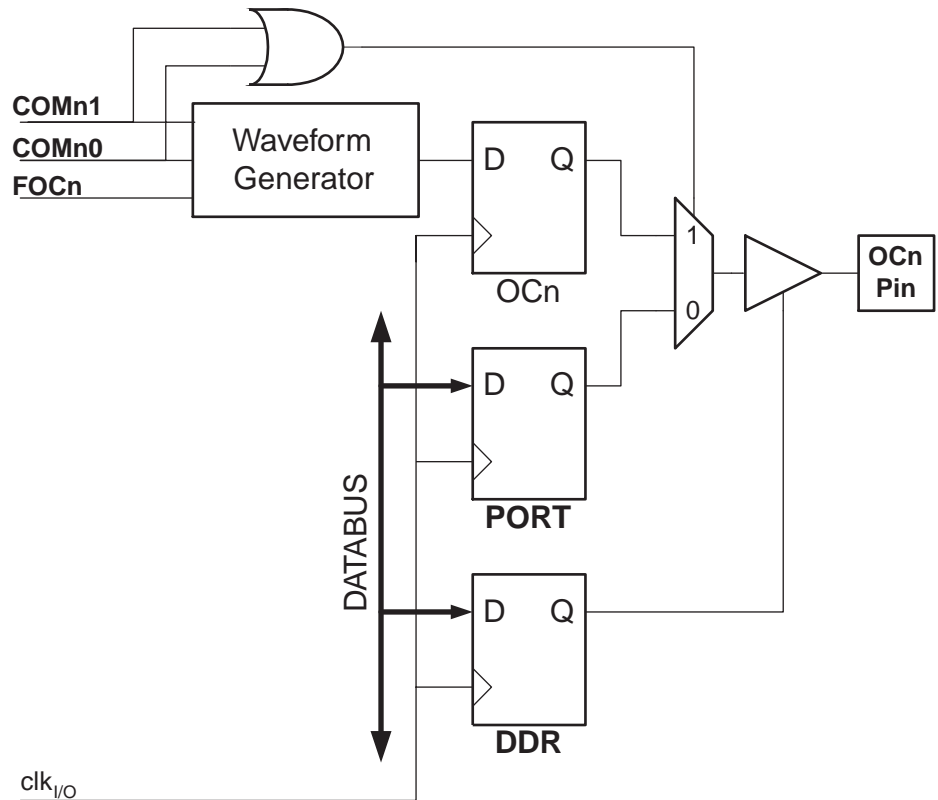 COMn1
COMn0
FOCn
Waveform
Generator
D Q
OCn
1
0
OCn
Pin
D Q
PORT
DATABUS
D Q
DDR
clkI/O